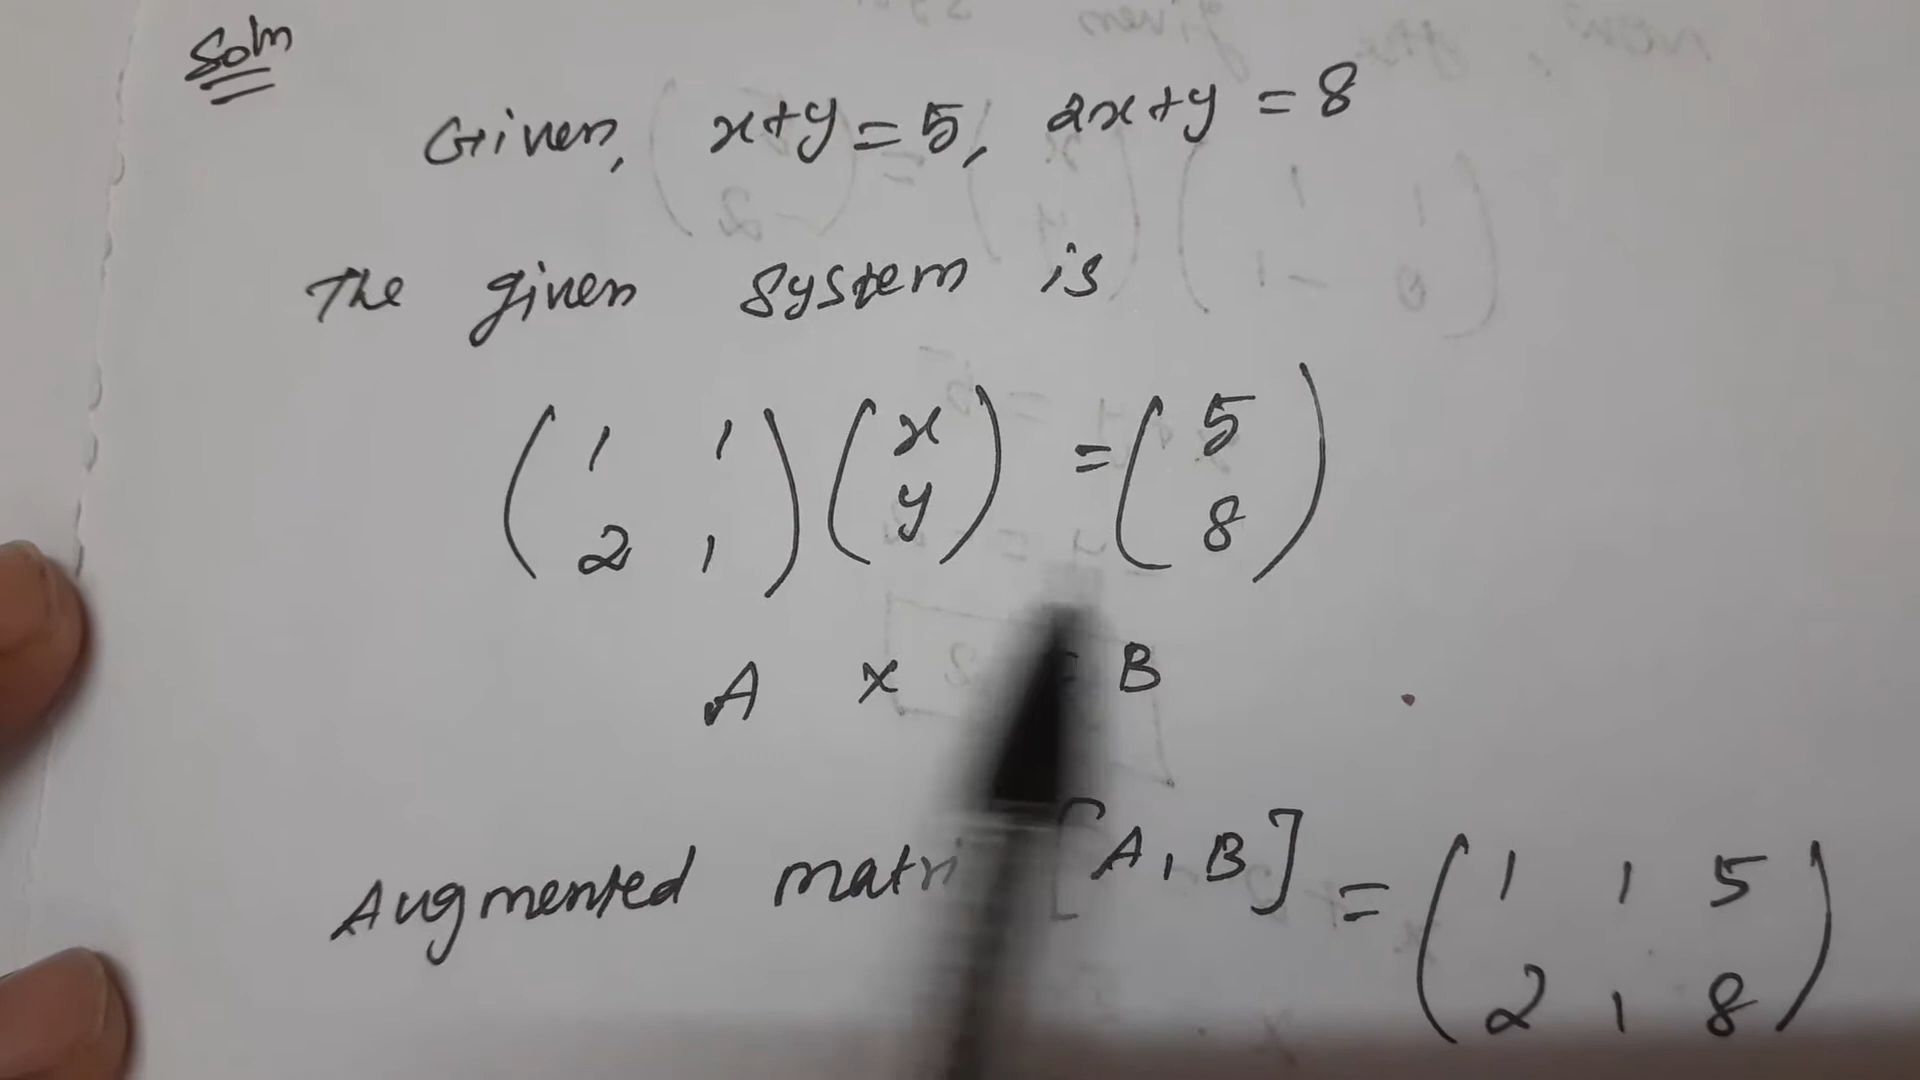 Soln
Given, x+y=5, 2x+y=8
The given system is
(1 1
2 1) (x
y) = (5
8)
A X = B
Augmented matri [A, B] = (1 1 5
2 1 8)